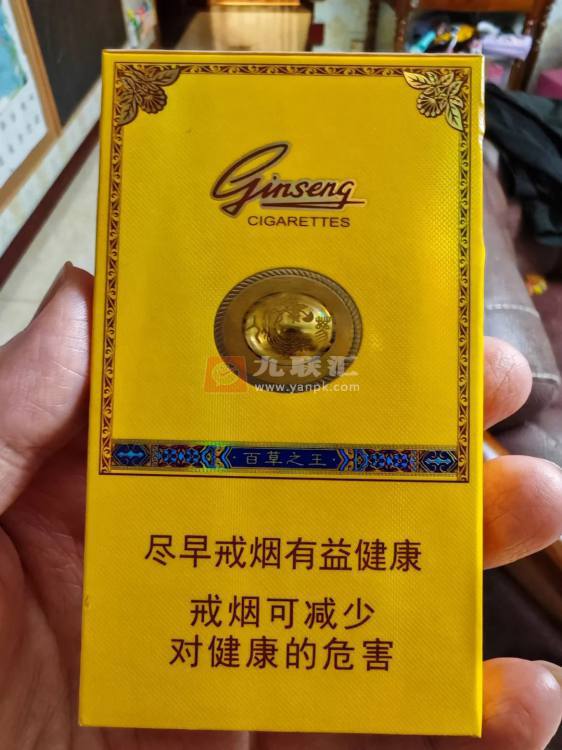 Ginseng
CIGARETTES
九联汇
www.yanpk.com
·百草之王·
尽早戒烟有益健康
戒烟可减少
对健康的危害